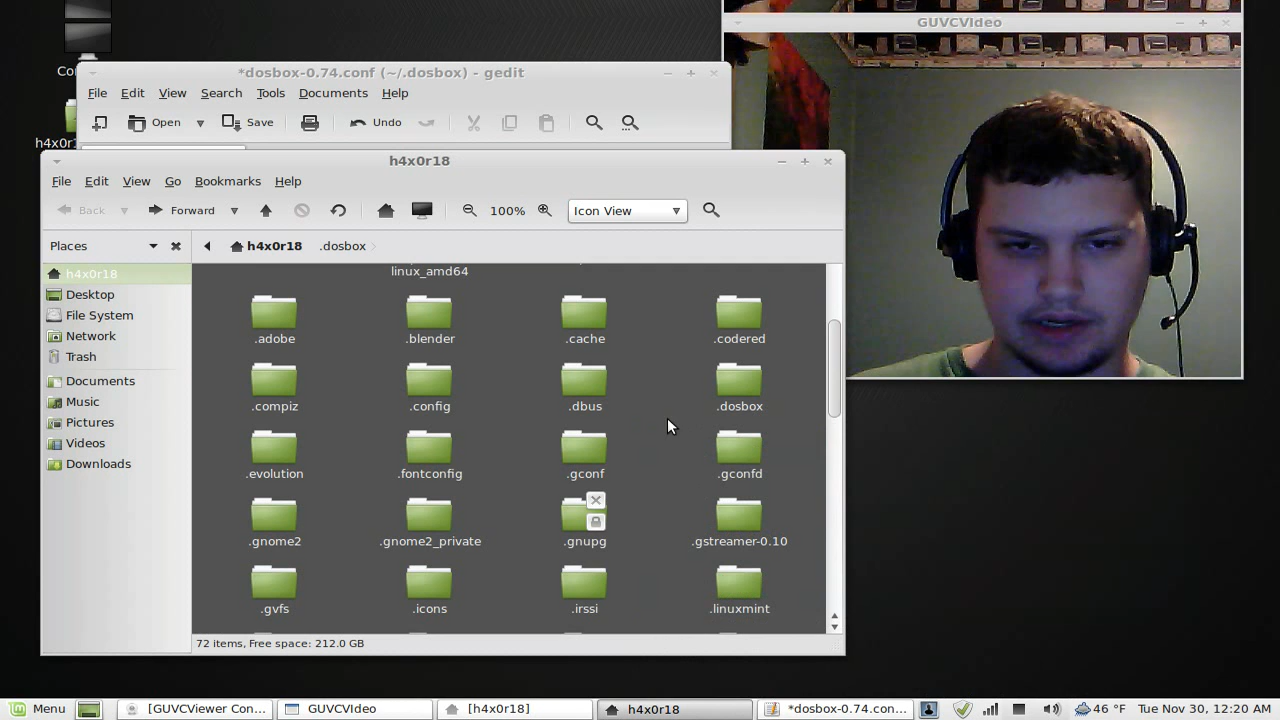 GUVCVIdeo
Co
*dosbox-0.74.conf (~/.dosbox) - gedit
File Edit View Search Tools Documents Help
Open Save Undo
h4x0r
h4x0r18
File Edit View Go Bookmarks Help
Back Forward 100% Icon View
Places h4x0r18 .dosbox
h4x0r18
Desktop
File System
Network
Trash
Documents
Music
Pictures
Videos
Downloads
linux_amd64
.adobe .blender .cache .codered
.compiz .config .dbus .dosbox
.evolution .fontconfig .gconf .gconfd
.gnome2 .gnome2_private .gnupg .gstreamer-0.10
.gvfs .icons .irssi .linuxmint
72 items, Free space: 212.0 GB
Menu [GUVCViewer Con... GUVCVIdeo [h4x0r18] h4x0r18 *dosbox-0.74.con... 46 °F Tue Nov 30, 12:20 AM